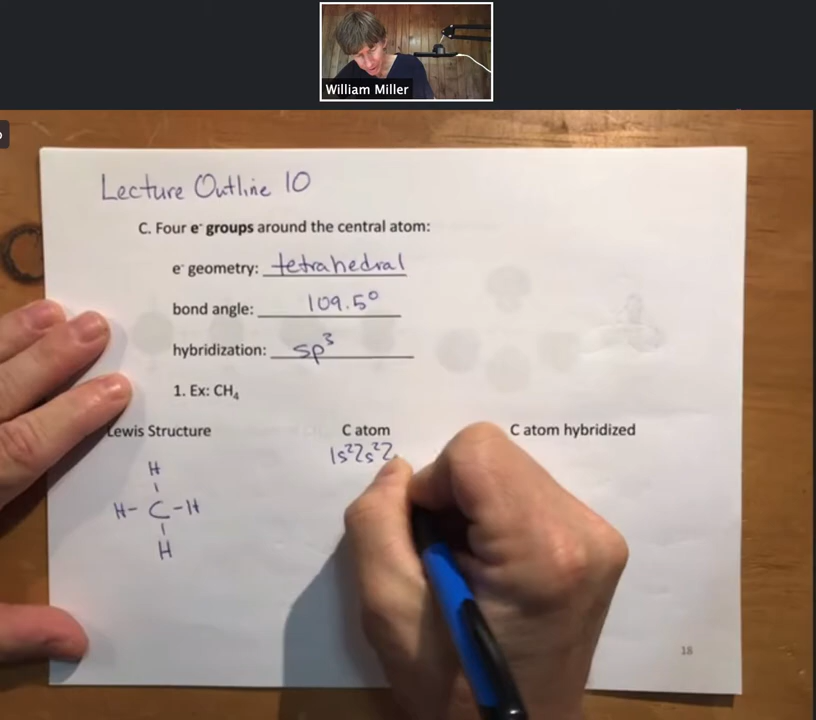 William Miller
Lecture Outline 10
C. Four e⁻ groups around the central atom:
e⁻ geometry: tetrahedral
bond angle: 109.5°
hybridization: sp³
1. Ex: CH₄
Lewis Structure
C atom
C atom hybridized
1s²2s²2
H
H-C-H
H
18